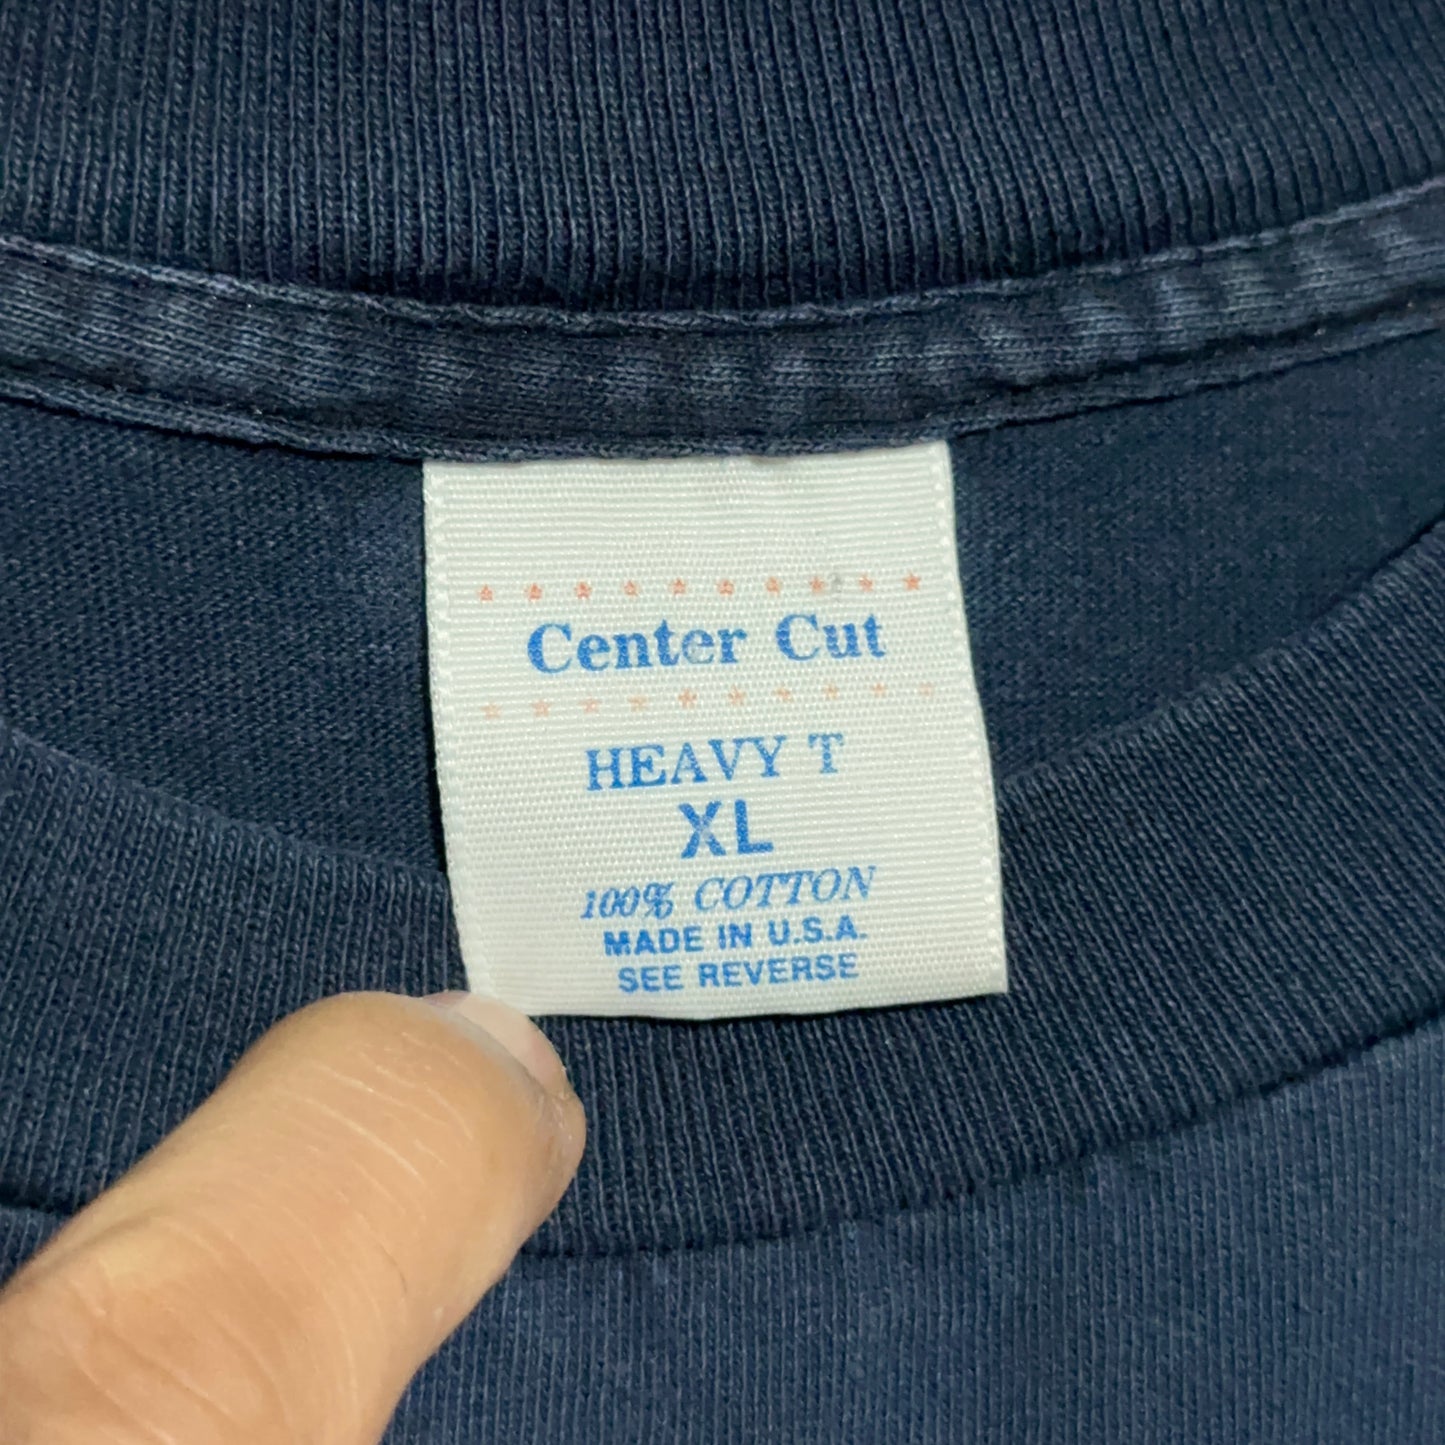 Center Cut
HEAVY T
XL
100% COTTON
MADE IN U.S.A.
SEE REVERSE